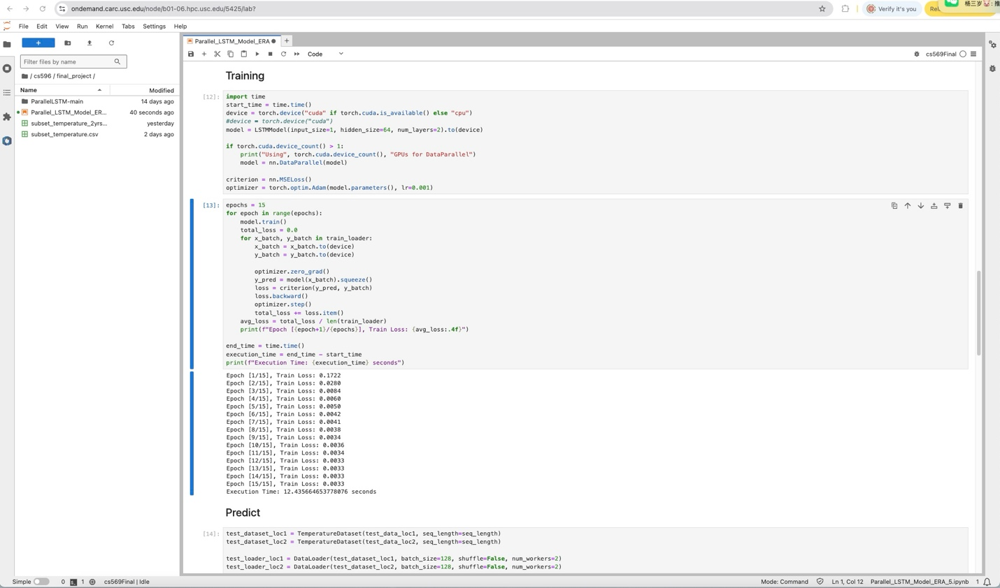 ondemand.carc.usc.edu/node/b01-06.hpc.usc.edu/5425/lab?
Verify it's you
杨三岁
File Edit View Run Kernel Tabs Settings Help
Filter files by name
/ cs596 / final_project /
Name Modified
ParallelLSTM-main 14 days ago
Parallel_LSTM_Model_ER... 40 seconds ago
subset_temperature_2yrs... yesterday
subset_temperature.csv 2 days ago
Parallel_LSTM_Model_ERA
Code
cs569Final
Training
[12]:
import time
start_time = time.time()
device = torch.device("cuda" if torch.cuda.is_available() else "cpu")
#device = torch.device("cuda")
model = LSTMModel(input_size=1, hidden_size=64, num_layers=2).to(device)
if torch.cuda.device_count() > 1:
print("Using", torch.cuda.device_count(), "GPUs for DataParallel")
model = nn.DataParallel(model)
criterion = nn.MSELoss()
optimizer = torch.optim.Adam(model.parameters(), lr=0.001)
[13]:
epochs = 15
for epoch in range(epochs):
model.train()
total_loss = 0.0
for x_batch, y_batch in train_loader:
x_batch = x_batch.to(device)
y_batch = y_batch.to(device)
optimizer.zero_grad()
y_pred = model(x_batch).squeeze()
loss = criterion(y_pred, y_batch)
loss.backward()
optimizer.step()
total_loss += loss.item()
avg_loss = total_loss / len(train_loader)
print(f"Epoch [{epoch+1}/{epochs}], Train Loss: {avg_loss:.4f}")
end_time = time.time()
execution_time = end_time - start_time
print(f"Execution Time: {execution_time} seconds")
Epoch [1/15], Train Loss: 0.1722
Epoch [2/15], Train Loss: 0.0280
Epoch [3/15], Train Loss: 0.0084
Epoch [4/15], Train Loss: 0.0060
Epoch [5/15], Train Loss: 0.0050
Epoch [6/15], Train Loss: 0.0042
Epoch [7/15], Train Loss: 0.0041
Epoch [8/15], Train Loss: 0.0038
Epoch [9/15], Train Loss: 0.0034
Epoch [10/15], Train Loss: 0.0036
Epoch [11/15], Train Loss: 0.0034
Epoch [12/15], Train Loss: 0.0033
Epoch [13/15], Train Loss: 0.0033
Epoch [14/15], Train Loss: 0.0033
Epoch [15/15], Train Loss: 0.0033
Execution Time: 12.435664653778076 seconds
Predict
[14]:
test_dataset_loc1 = TemperatureDataset(test_data_loc1, seq_length=seq_length)
test_dataset_loc2 = TemperatureDataset(test_data_loc2, seq_length=seq_length)
test_loader_loc1 = DataLoader(test_dataset_loc1, batch_size=128, shuffle=False, num_workers=2)
test_loader_loc2 = DataLoader(test_dataset_loc2, batch_size=128, shuffle=False, num_workers=2)
Simple 0 1 cs569Final | Idle Mode: Command Ln 1, Col 12 Parallel_LSTM_Model_ERA_5.ipynb 1